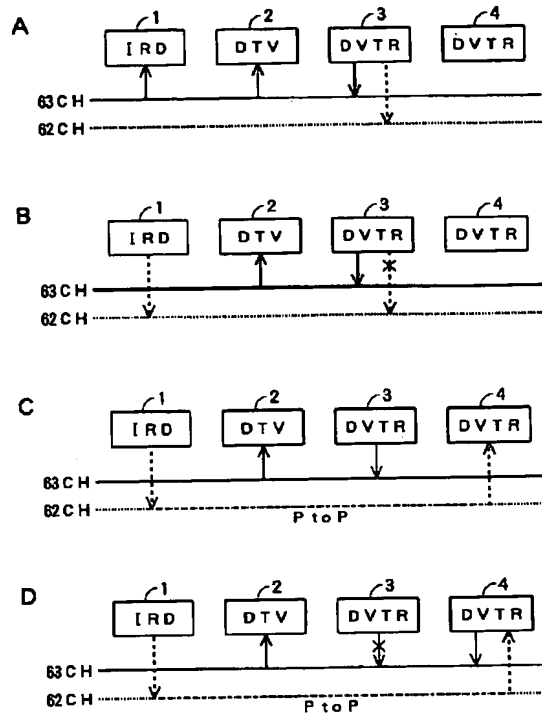 A
1 2 3 4
IRD DTV DVTR DVTR
63CH
62CH
B
1 2 3 4
IRD DTV DVTR DVTR
63CH
62CH
C
1 2 3 4
IRD DTV DVTR DVTR
63CH
62CH
P to P
D
1 2 3 4
IRD DTV DVTR DVTR
63CH
62CH
P to P